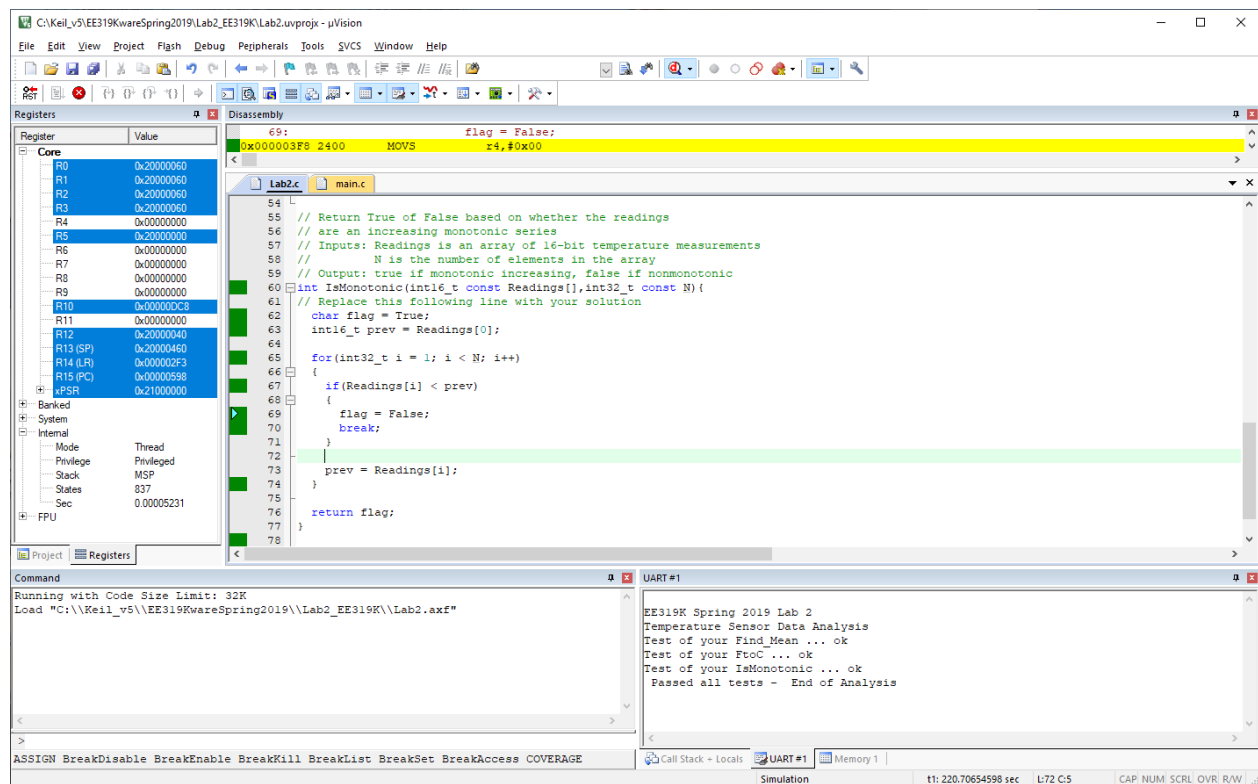 C:\Keil_v5\EE319KwareSpring2019\Lab2_EE319K\Lab2.uvprojx - µVision
File Edit View Project Flash Debug Peripherals Tools SVCS Window Help
RST
Registers
Register Value
Core
R0 0x20000060
R1 0x20000060
R2 0x20000060
R3 0x20000060
R4 0x00000000
R5 0x20000000
R6 0x00000000
R7 0x00000000
R8 0x00000000
R9 0x00000000
R10 0x00000DC8
R11 0x00000000
R12 0x20000040
R13 (SP) 0x20000460
R14 (LR) 0x000002F3
R15 (PC) 0x00000598
xPSR 0x21000000
Banked
System
Internal
Mode Thread
Privilege Privileged
Stack MSP
States 837
Sec 0.00005231
FPU
Project Registers
Disassembly
69: flag = False;
0x000003F8 2400 MOVS r4,#0x00
Lab2.c main.c
54
55 // Return True of False based on whether the readings
56 // are an increasing monotonic series
57 // Inputs: Readings is an array of 16-bit temperature measurements
58 // N is the number of elements in the array
59 // Output: true if monotonic increasing, false if nonmonotonic
60 int IsMonotonic(int16_t const Readings[],int32_t const N){
61 // Replace this following line with your solution
62 char flag = True;
63 int16_t prev = Readings[0];
64
65 for(int32_t i = 1; i < N; i++)
66 {
67 if(Readings[i] < prev)
68 {
69 flag = False;
70 break;
71 }
72
73 prev = Readings[i];
74 }
75
76 return flag;
77 }
78
Command
Running with Code Size Limit: 32K
Load "C:\\Keil_v5\\EE319KwareSpring2019\\Lab2_EE319K\\Lab2.axf"
>
ASSIGN BreakDisable BreakEnable BreakKill BreakList BreakSet BreakAccess COVERAGE
UART #1
EE319K Spring 2019 Lab 2
Temperature Sensor Data Analysis
Test of your Find_Mean ... ok
Test of your FtoC ... ok
Test of your IsMonotonic ... ok
Passed all tests - End of Analysis
Call Stack + Locals UART #1 Memory 1
Simulation t1: 220.70654598 sec L:72 C:5 CAP NUM SCRL OVR R/W